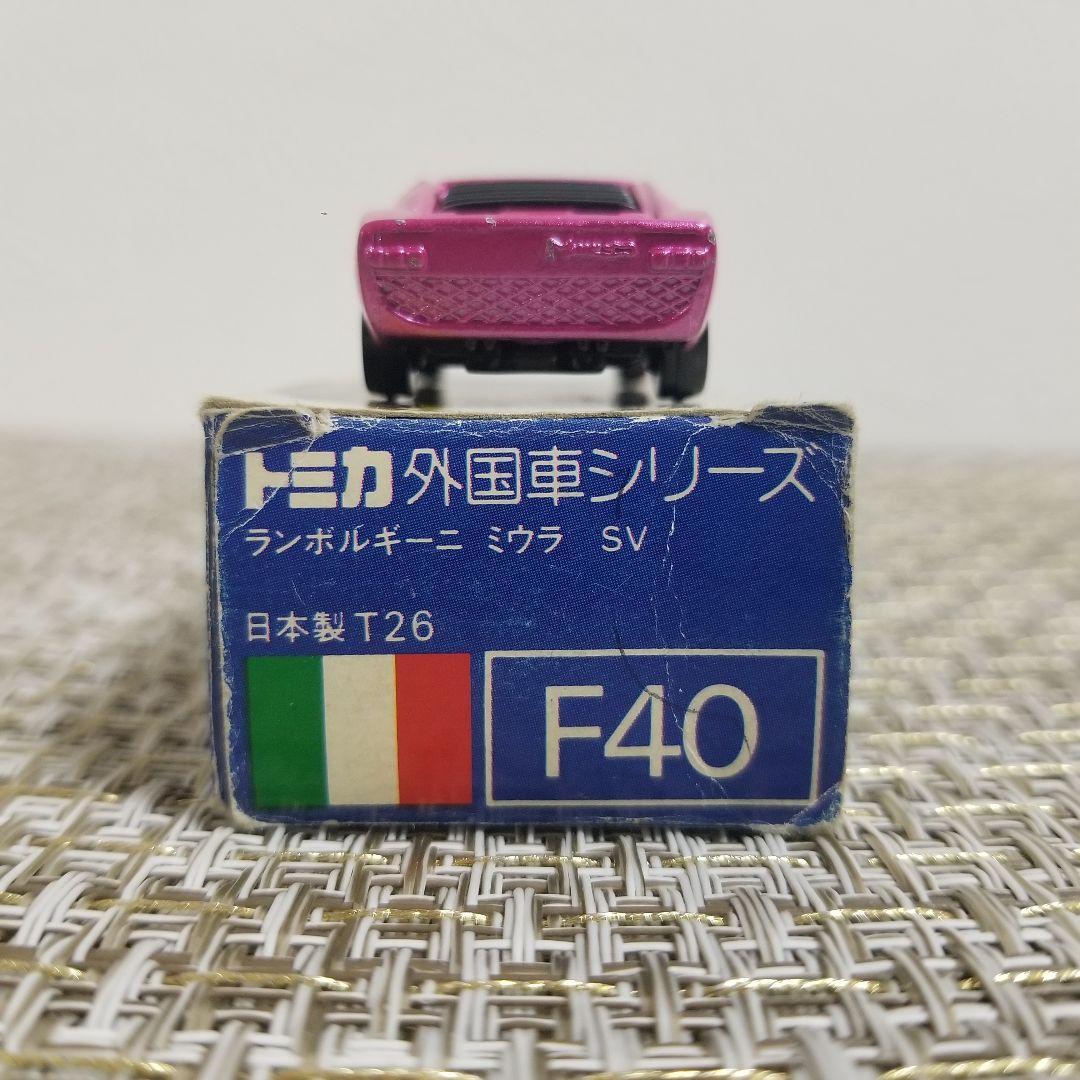 Miura
トミカ 外国車シリーズ
ランボルギーニ ミウラ SV
日本製 T26
F40